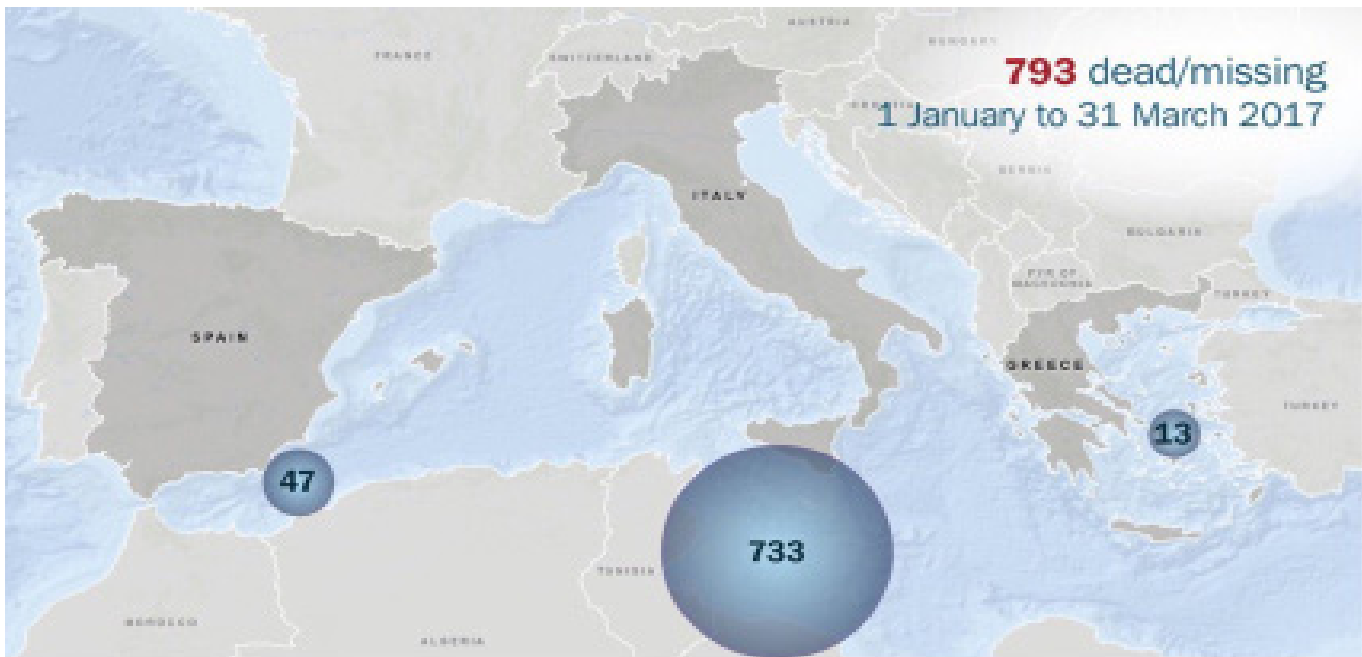 AUSTRIA
FRANCE
SWITZERLAND
HUNGARY
793 dead/missing
CROATIA
1 January to 31 March 2017
SERBIA
ITALY
BULGARIA
FYR OF
MACEDONIA
TURKEY
SPAIN
GREECE
TURKEY
13
47
733
TUNISIA
MOROCCO
ALGERIA